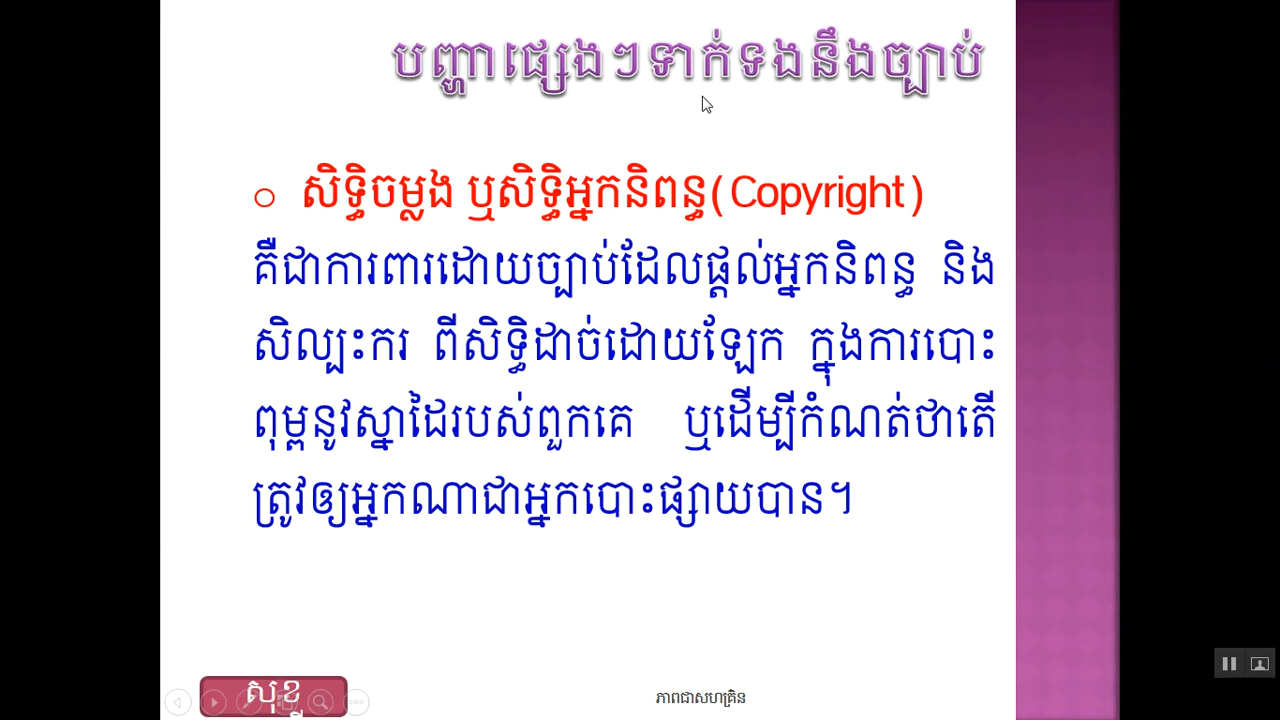 បញ្ហាផ្សេងៗទាក់ទងនឹងច្បាប់
សិទ្ធិចម្លង ឬសិទ្ធិអ្នកនិពន្ធ(Copyright)
គឺជាការពារដោយច្បាប់ដែលផ្តល់អ្នកនិពន្ធ និង
សិល្បះករ ពីសិទ្ធិដាច់ដោយឡែក ក្នុងការបោះ
ពុម្ពនូវស្នាដៃរបស់ពួកគេ ឬដើម្បីកំណត់ថាតើ
ត្រូវឲ្យអ្នកណាជាអ្នកបោះផ្សាយបាន។
សុខ
ភាពជាសហគ្រិន